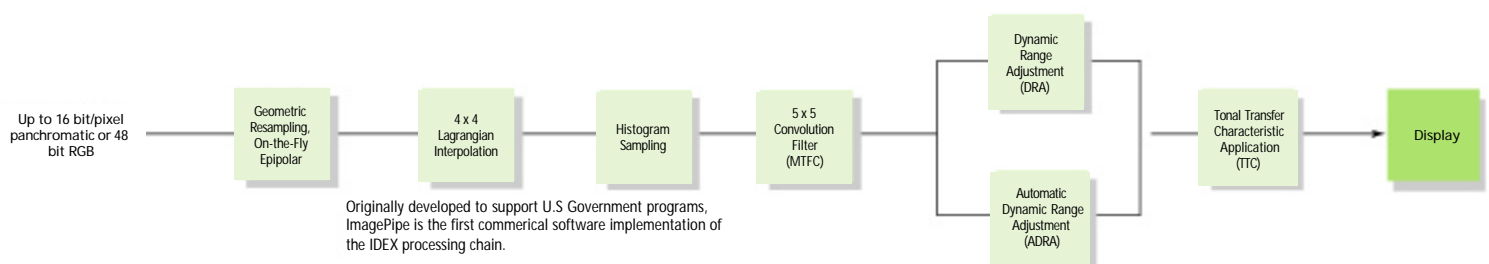 Up to 16 bit/pixel
panchromatic or 48
bit RGB
Geometric
Resampling,
On-the-Fly
Epipolar
4 x 4
Lagrangian
Interpolation
Histogram
Sampling
5 x 5
Convolution
Filter
(MTFC)
Dynamic
Range
Adjustment
(DRA)
Automatic
Dynamic Range
Adjustment
(ADRA)
Tonal Transfer
Characteristic
Application
(TTC)
Display
Originally developed to support U.S Government programs,
ImagePipe is the first commerical software implementation of
the IDEX processing chain.